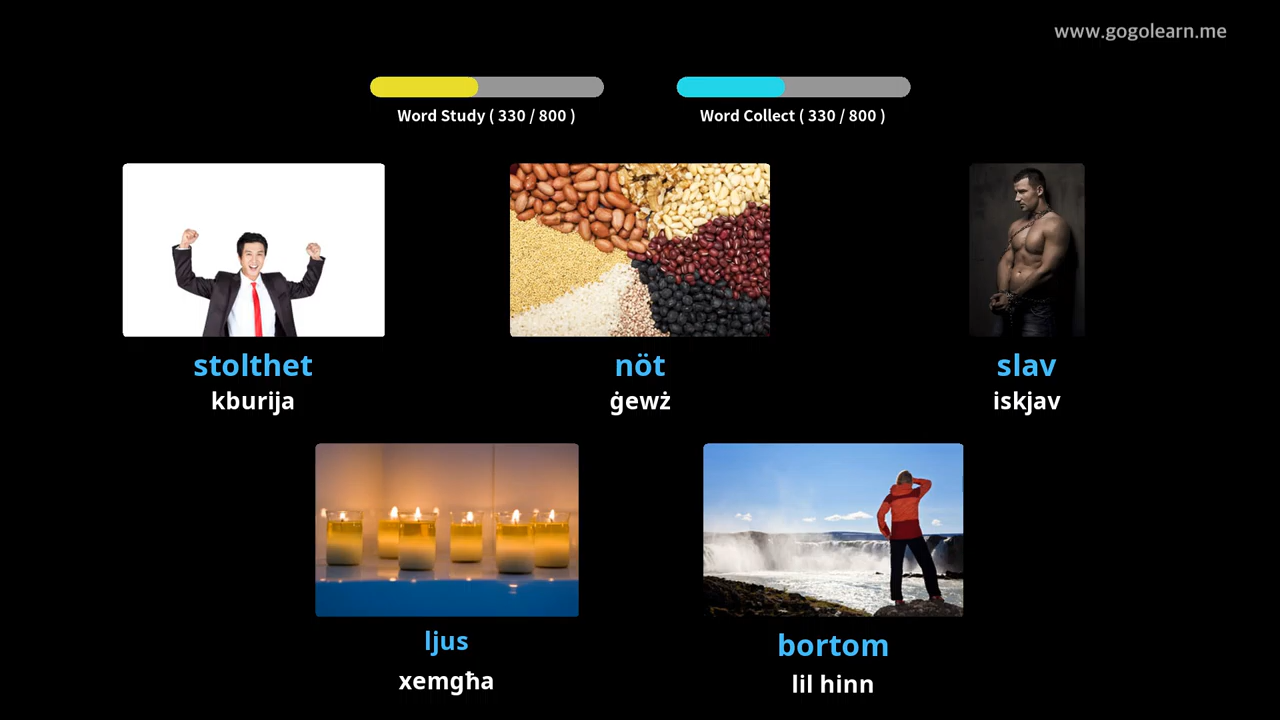 www.gogolearn.me
Word Study ( 330 / 800 )
Word Collect ( 330 / 800 )
stolthet
kburija
nöt
ġewż
slav
iskjav
ljus
xemgħa
bortom
lil hinn